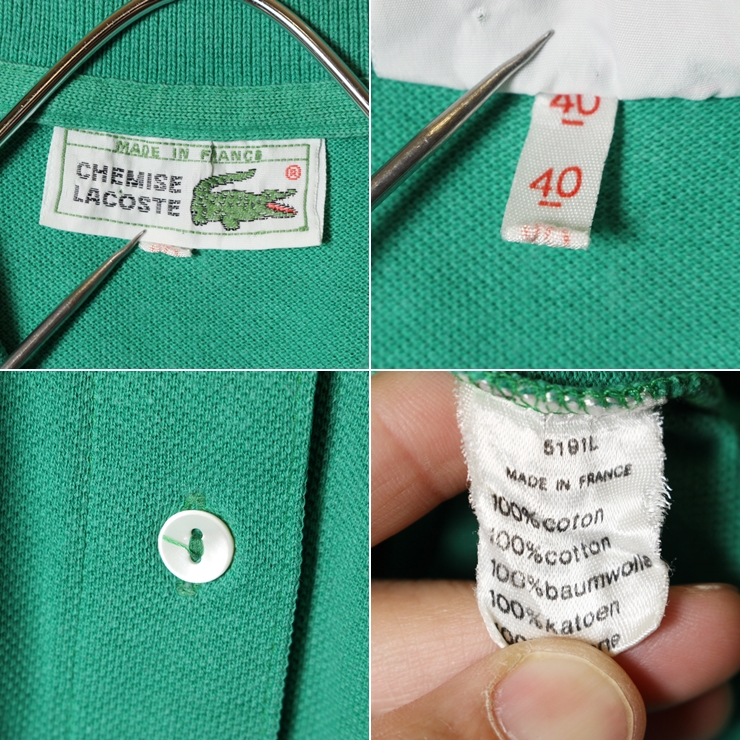 MADE IN FRANCE
CHEMISE
LACOSTE
®
40
40
5191L
MADE IN FRANCE
100%coton
100%cotton
100%baumwolle
100%katoen